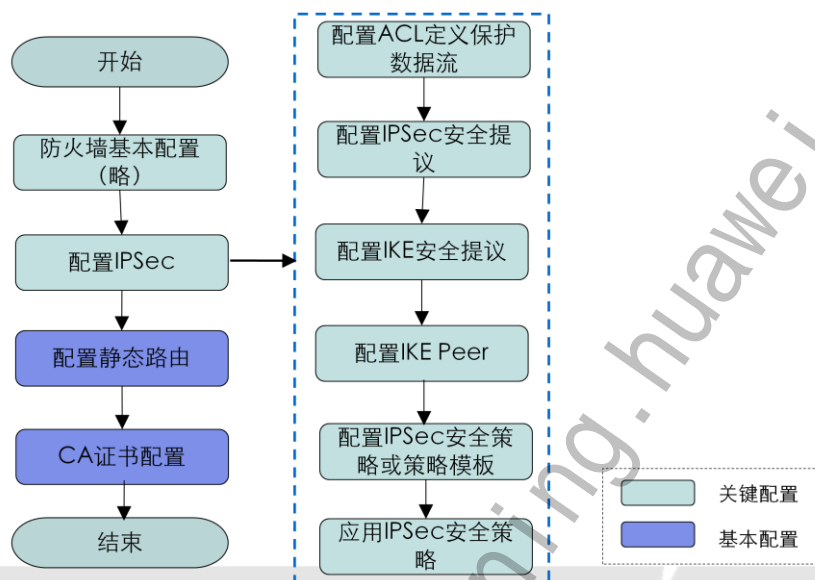 开始
防火墙基本配置
（略）
配置IPSec
配置静态路由
CA证书配置
结束
配置ACL定义保护
数据流
配置IPSec安全提
议
配置IKE安全提议
配置IKE Peer
配置IPSec安全策
略或策略模板
应用IPSec安全策
略
关键配置
基本配置
ning.huawei